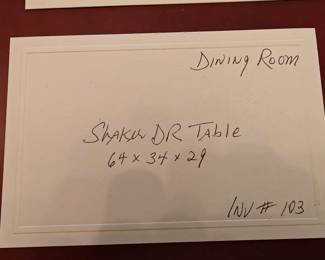 Dining Room
Shaker DR Table
64 x 34 x 29
Inv # 103